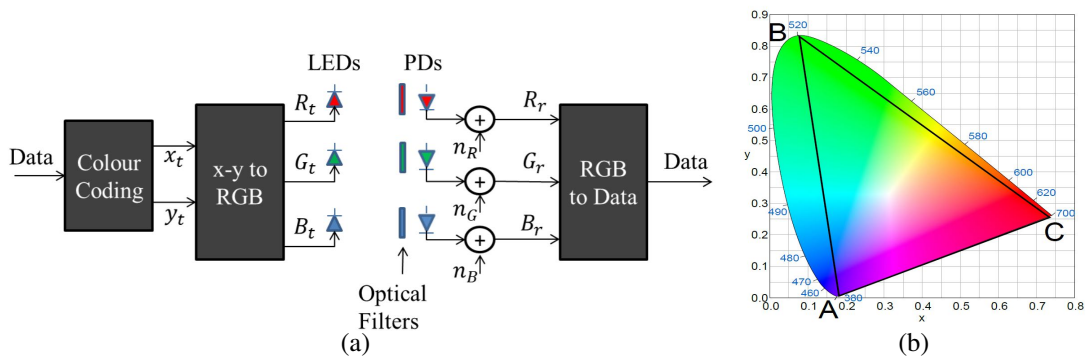 Data
Colour
Coding
x_t
y_t
x-y to
RGB
R_t
G_t
B_t
LEDs
PDs
n_R
n_G
n_B
R_r
G_r
B_r
RGB
to Data
Data
Optical
Filters
(a)
0.9
0.8
0.7
0.6
0.5
y
0.4
0.3
0.2
0.1
0.0
0.0 0.1 0.2 0.3 0.4 0.5 0.6 0.7 0.8
x
B
520
540
560
580
600
620
700
500
490
480
470
460
380
A
C
(b)